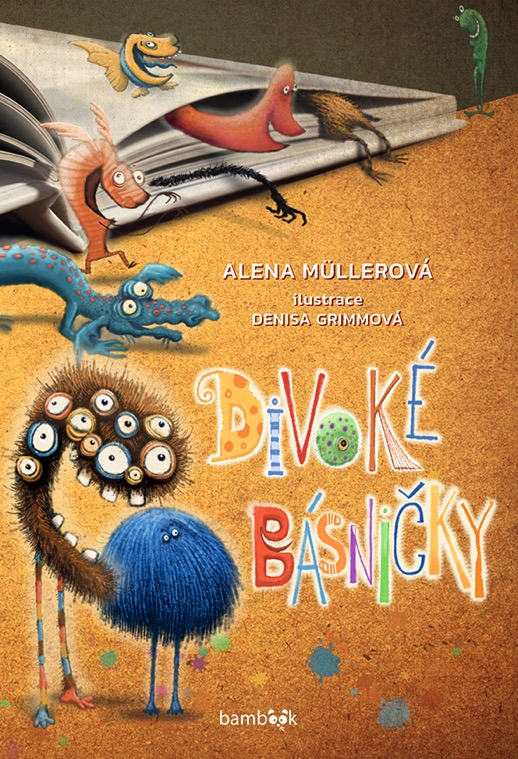 ALENA MÜLLEROVÁ
ilustrace
DENISA GRIMMOVÁ
DIVOKÉ
BÁSNIČKY
bambook